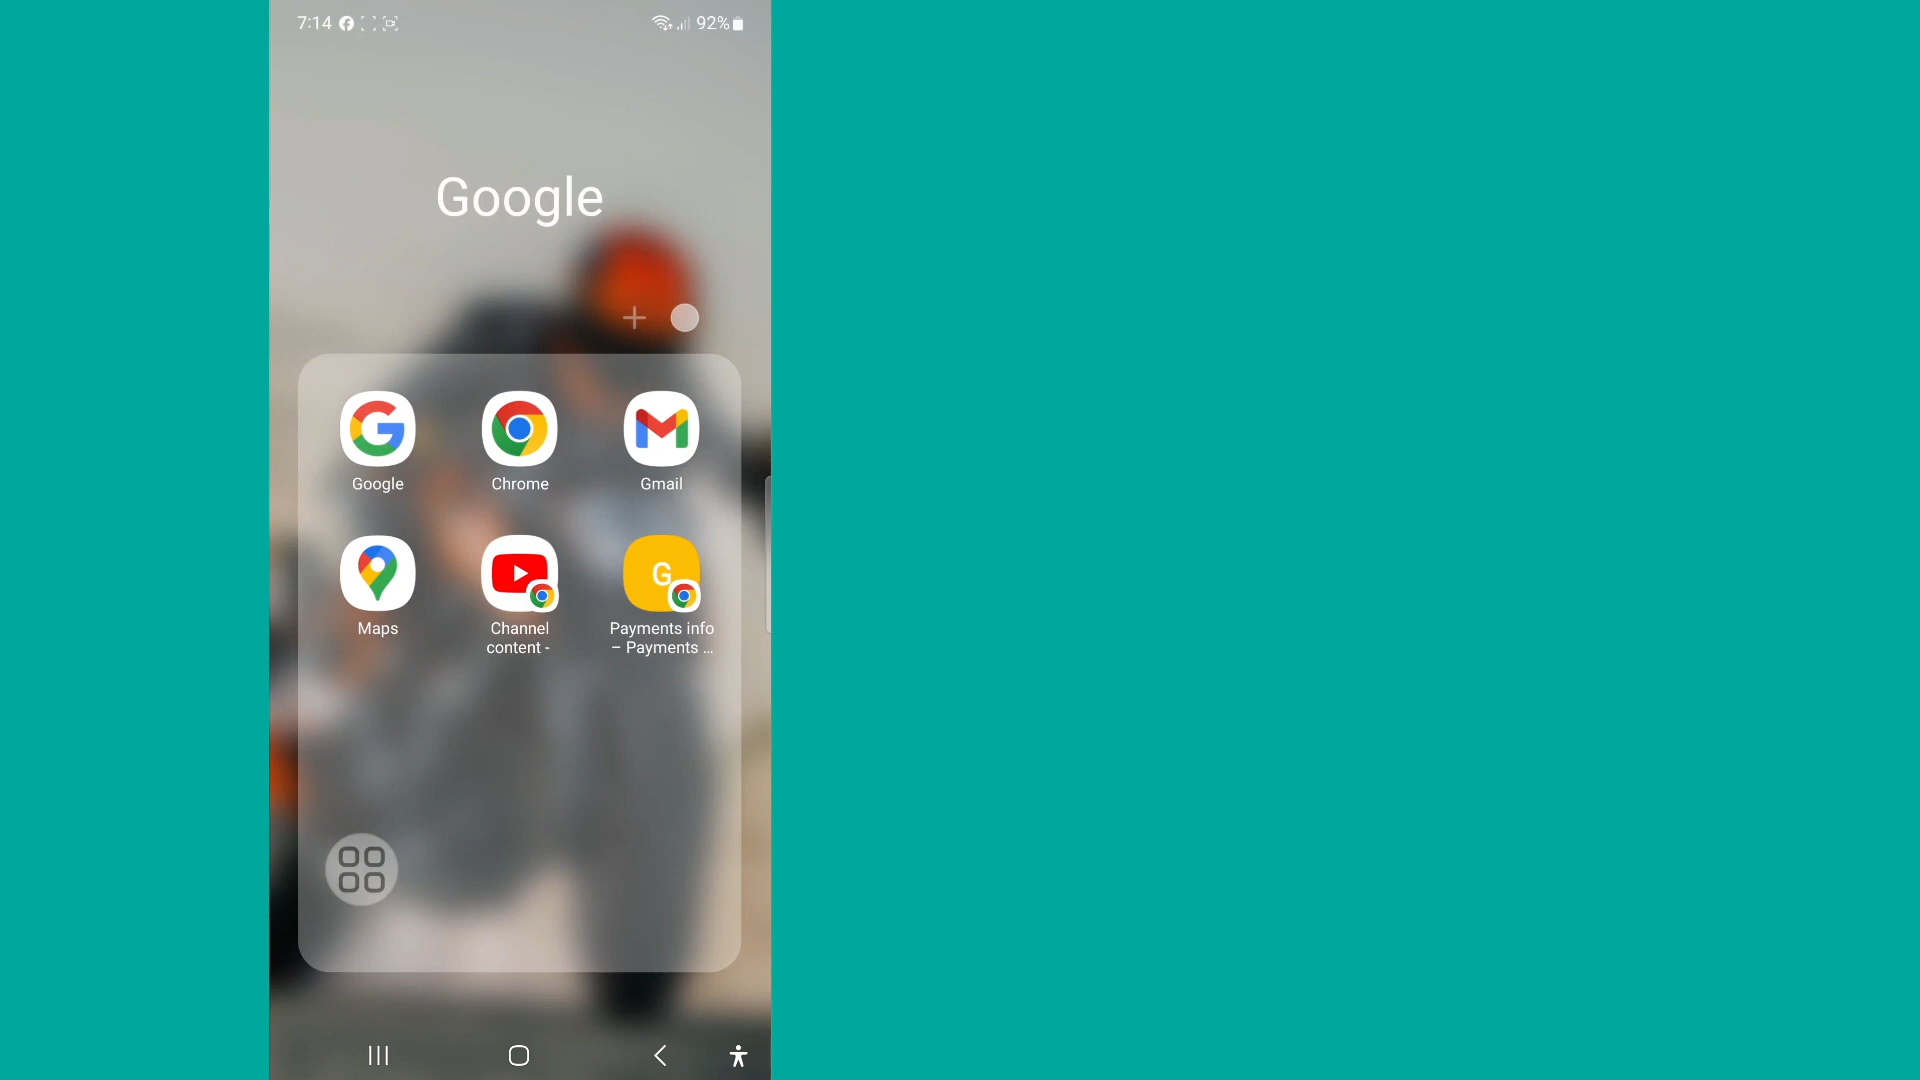 7:14
92%
Google
Google
Chrome
Gmail
Maps
Channel
content -
G
Payments info
– Payments ...